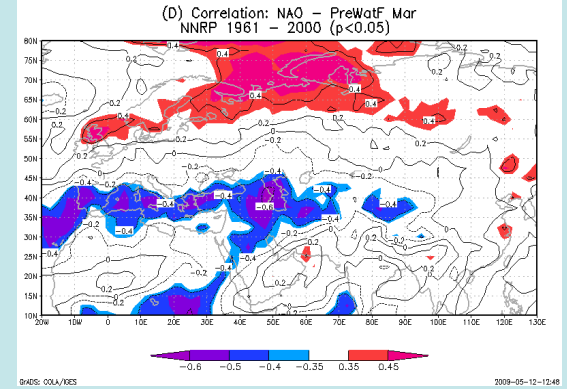 (D) Correlation: NAO - PreWatF Mar
NNRP 1961 - 2000 (p<0.05)
80N
75N
70N
65N
60N
55N
50N
45N
40N
35N
30N
25N
20N
15N
10N
20W 10W 0 10E 20E 30E 40E 50E 60E 70E 80E 90E 100E 110E 120E 130E
-0.6 -0.5 -0.4 -0.35 0.35 0.45
GrADS: COLA/IGES 2009-05-12-12:48